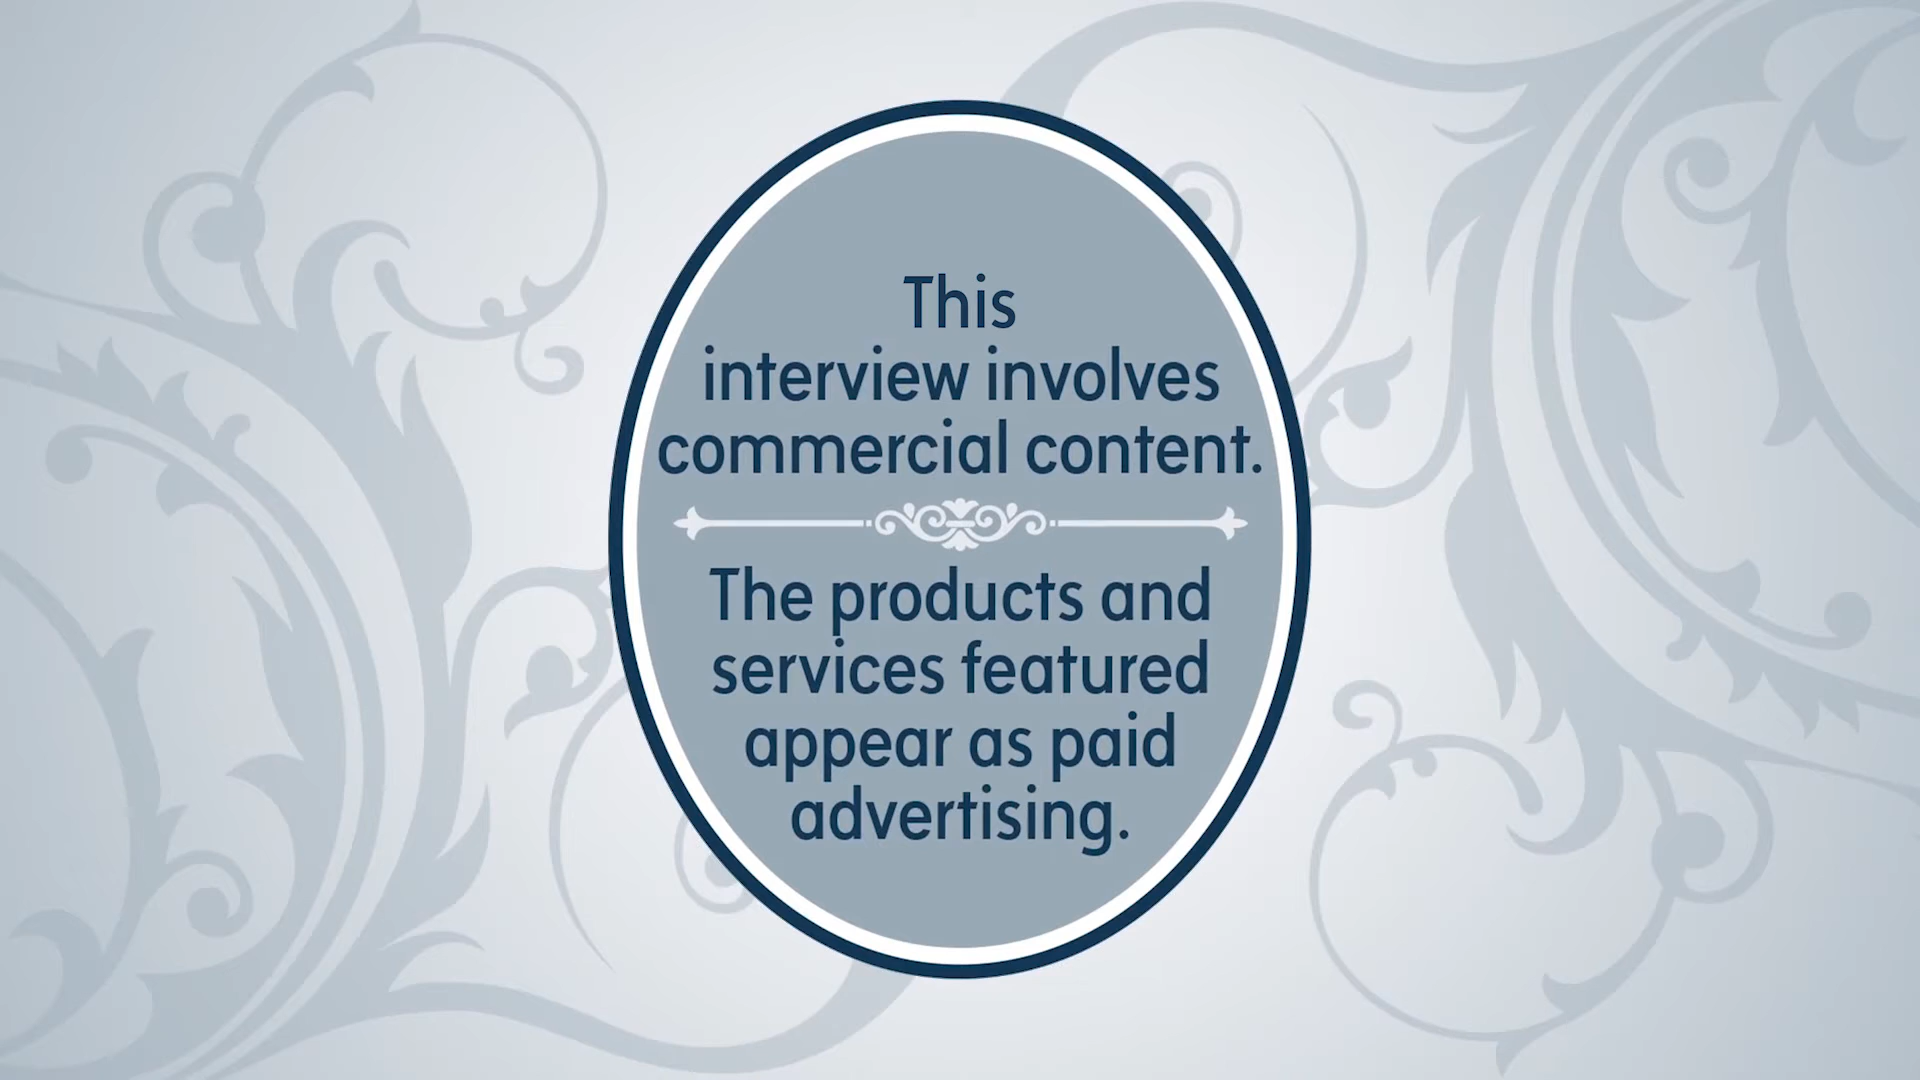 This
interview involves
commercial content.
The products and
services featured
appear as paid
advertising.